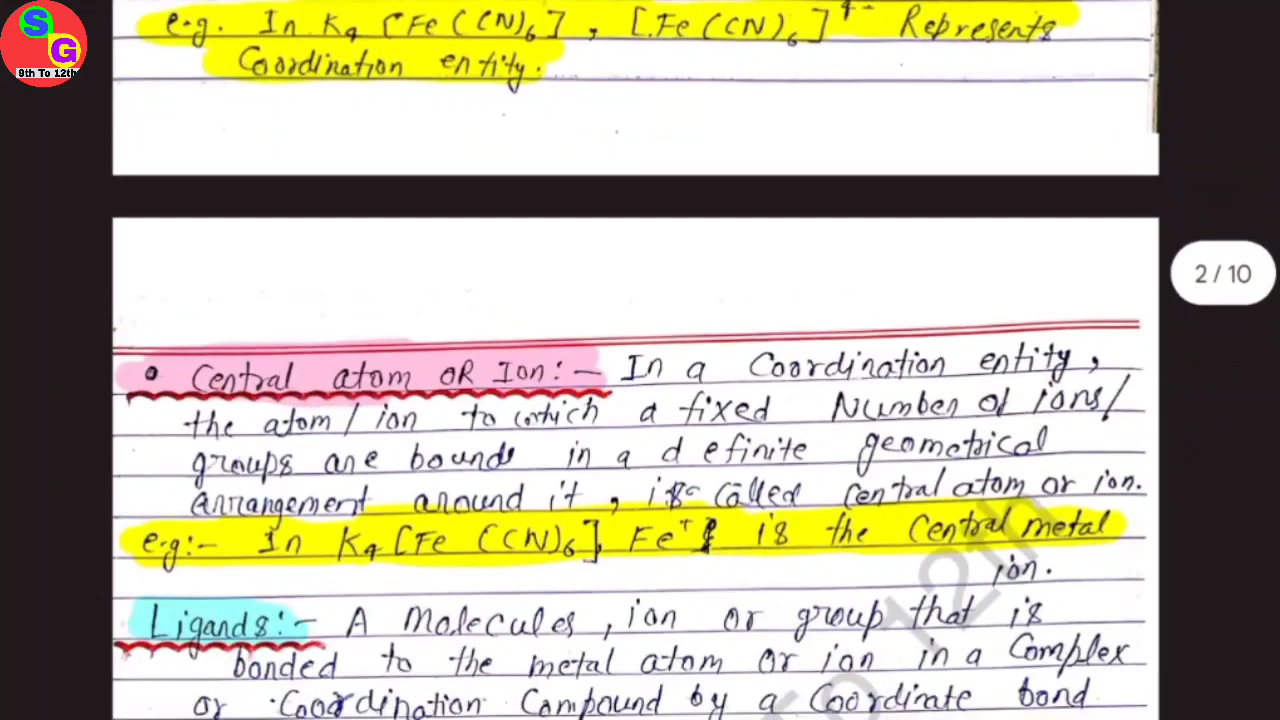 S
G
9th To 12th
e.g. In K4 [Fe(CN)6], [Fe(CN)6]4- Represents
Coordination entity.
2 / 10
• Central atom OR Ion:- In a Coordination entity,
the atom/ion to which a fixed Number of ions/
groups are bound in a definite geometrical
arrangement around it, is called central atom or ion.
e.g:- In K4[Fe(CN)6], Fe+2 is the Central metal
ion.
Ligands:- A Molecules, ion or group that is
bonded to the metal atom or ion in a Complex
or Coordination Compound by a Coordinate bond
To 12th